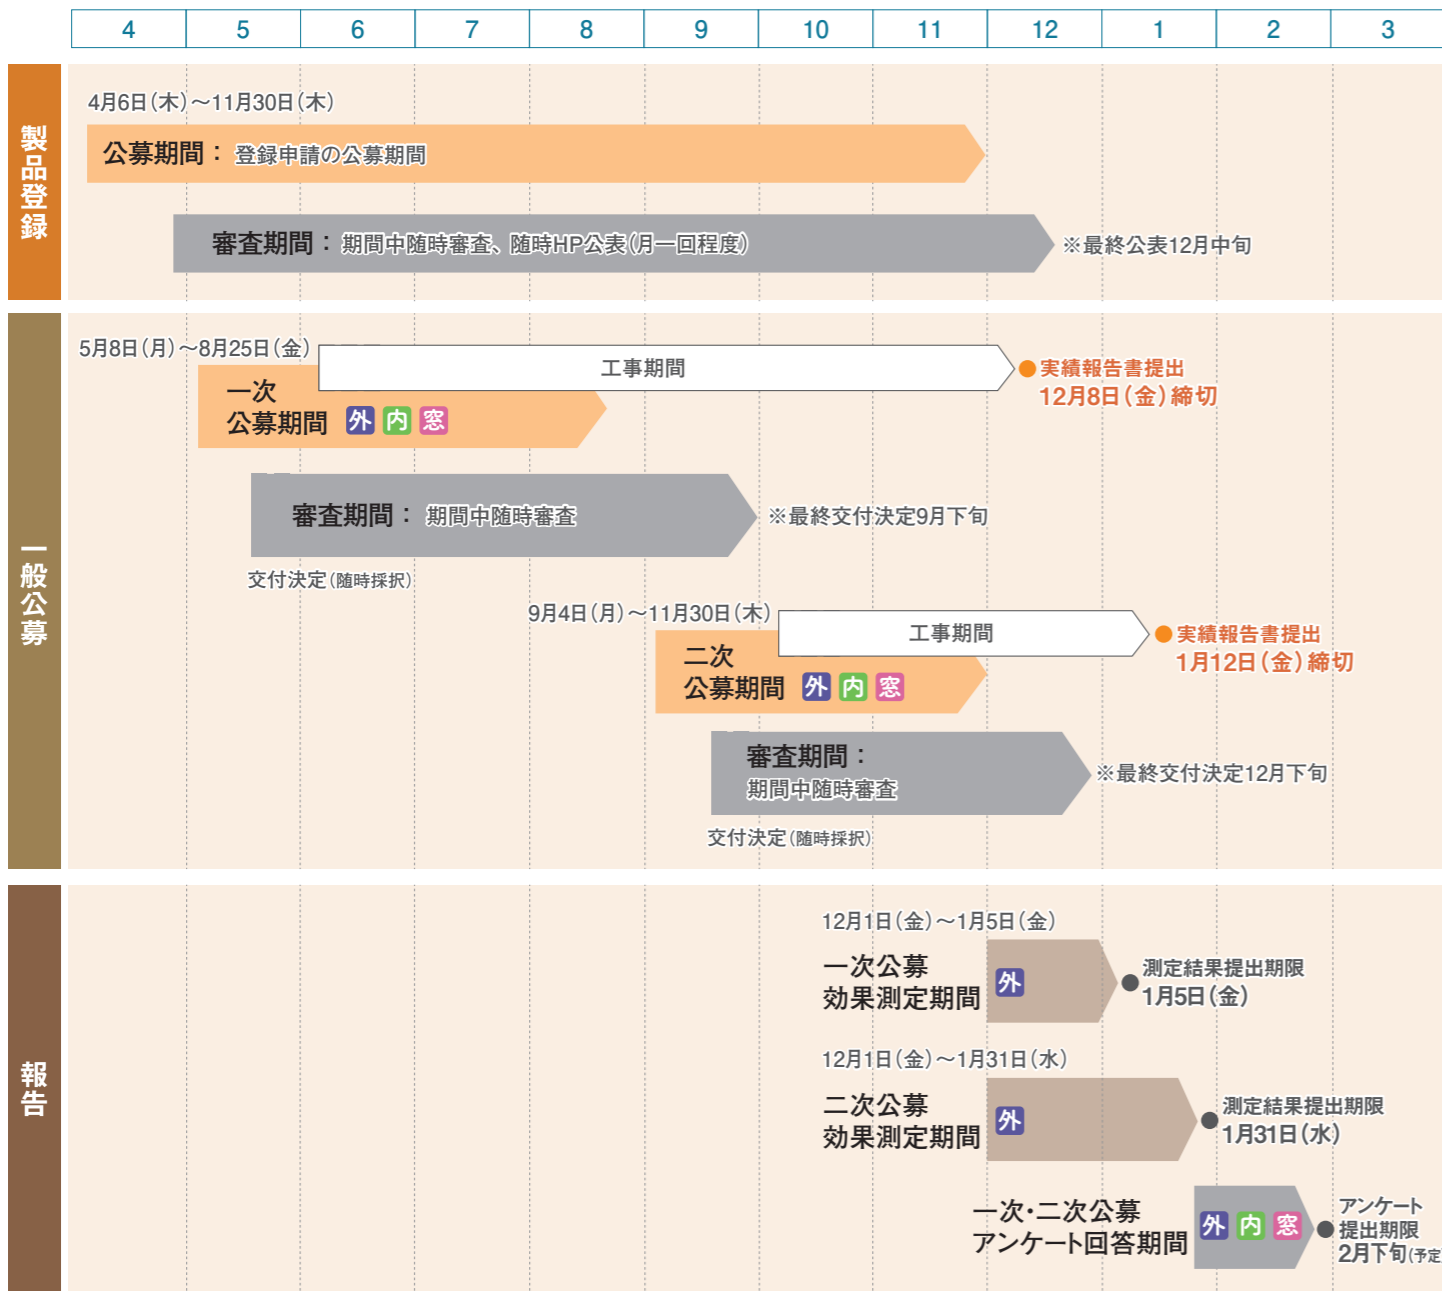 4 5 6 7 8 9 10 11 12 1 2 3
製品登録
4月6日(木)～11月30日(木)
公募期間：登録申請の公募期間
審査期間：期間中随時審査、随時HP公表(月一回程度)
※最終公表12月中旬
一般公募
5月8日(月)～8月25日(金)
工事期間
実績報告書提出
12月8日(金)締切
一次
公募期間 外 内 窓
審査期間：期間中随時審査
※最終交付決定9月下旬
交付決定(随時採択)
9月4日(月)～11月30日(木)
工事期間
実績報告書提出
1月12日(金)締切
二次
公募期間 外 内 窓
審査期間：
期間中随時審査
※最終交付決定12月下旬
交付決定(随時採択)
報告
12月1日(金)～1月5日(金)
一次公募
効果測定期間
外
測定結果提出期限
1月5日(金)
12月1日(金)～1月31日(水)
二次公募
効果測定期間
外
測定結果提出期限
1月31日(水)
一次・二次公募
アンケート回答期間
外 内 窓
アンケート
提出期限
2月下旬(予定